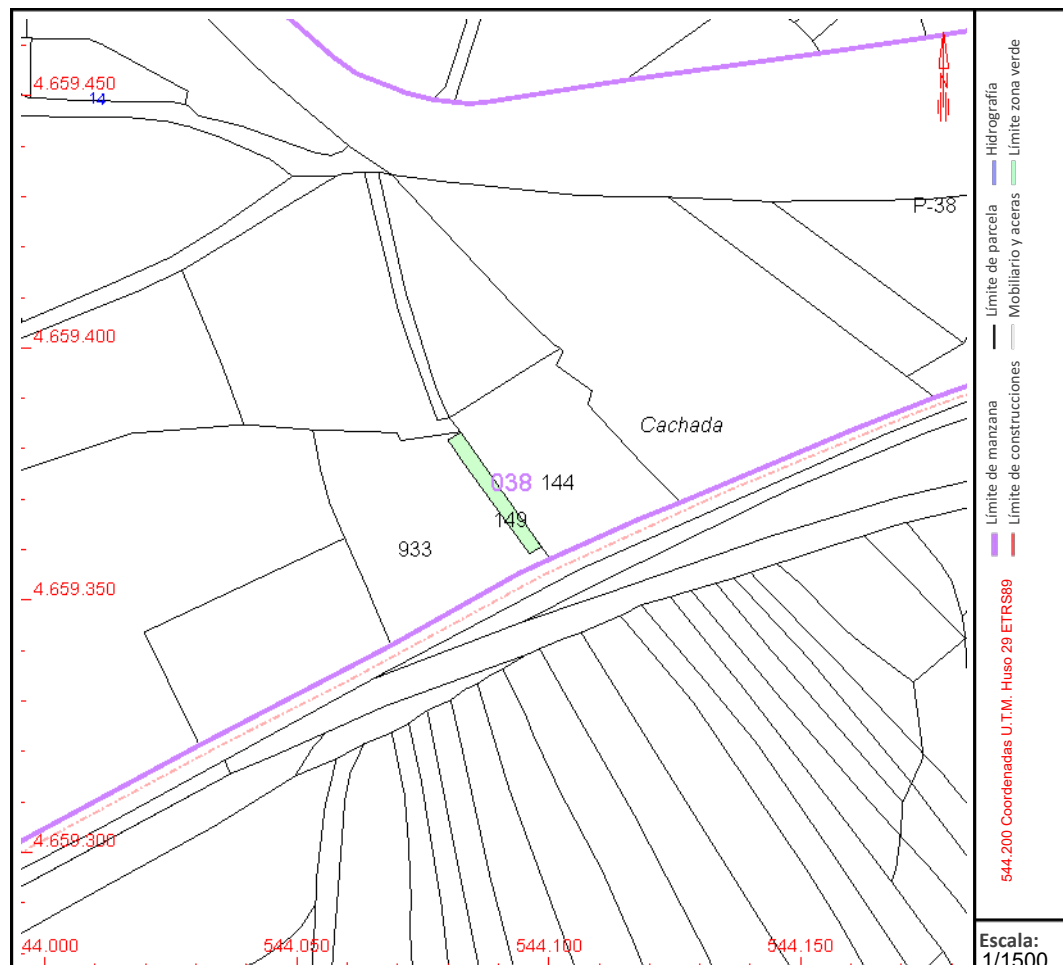 4.659.450
14
P-38
4.659.400
Cachada
038
144
149
933
4.659.350
4.659.300
44.000
544.050
544.100
544.150
N
Hidrografía
Límite zona verde
Límite de parcela
Mobiliario y aceras
Límite de manzana
Límite de construcciones
544.200 Coordenadas U.T.M. Huso 29 ETRS89
Escala:
1/1500